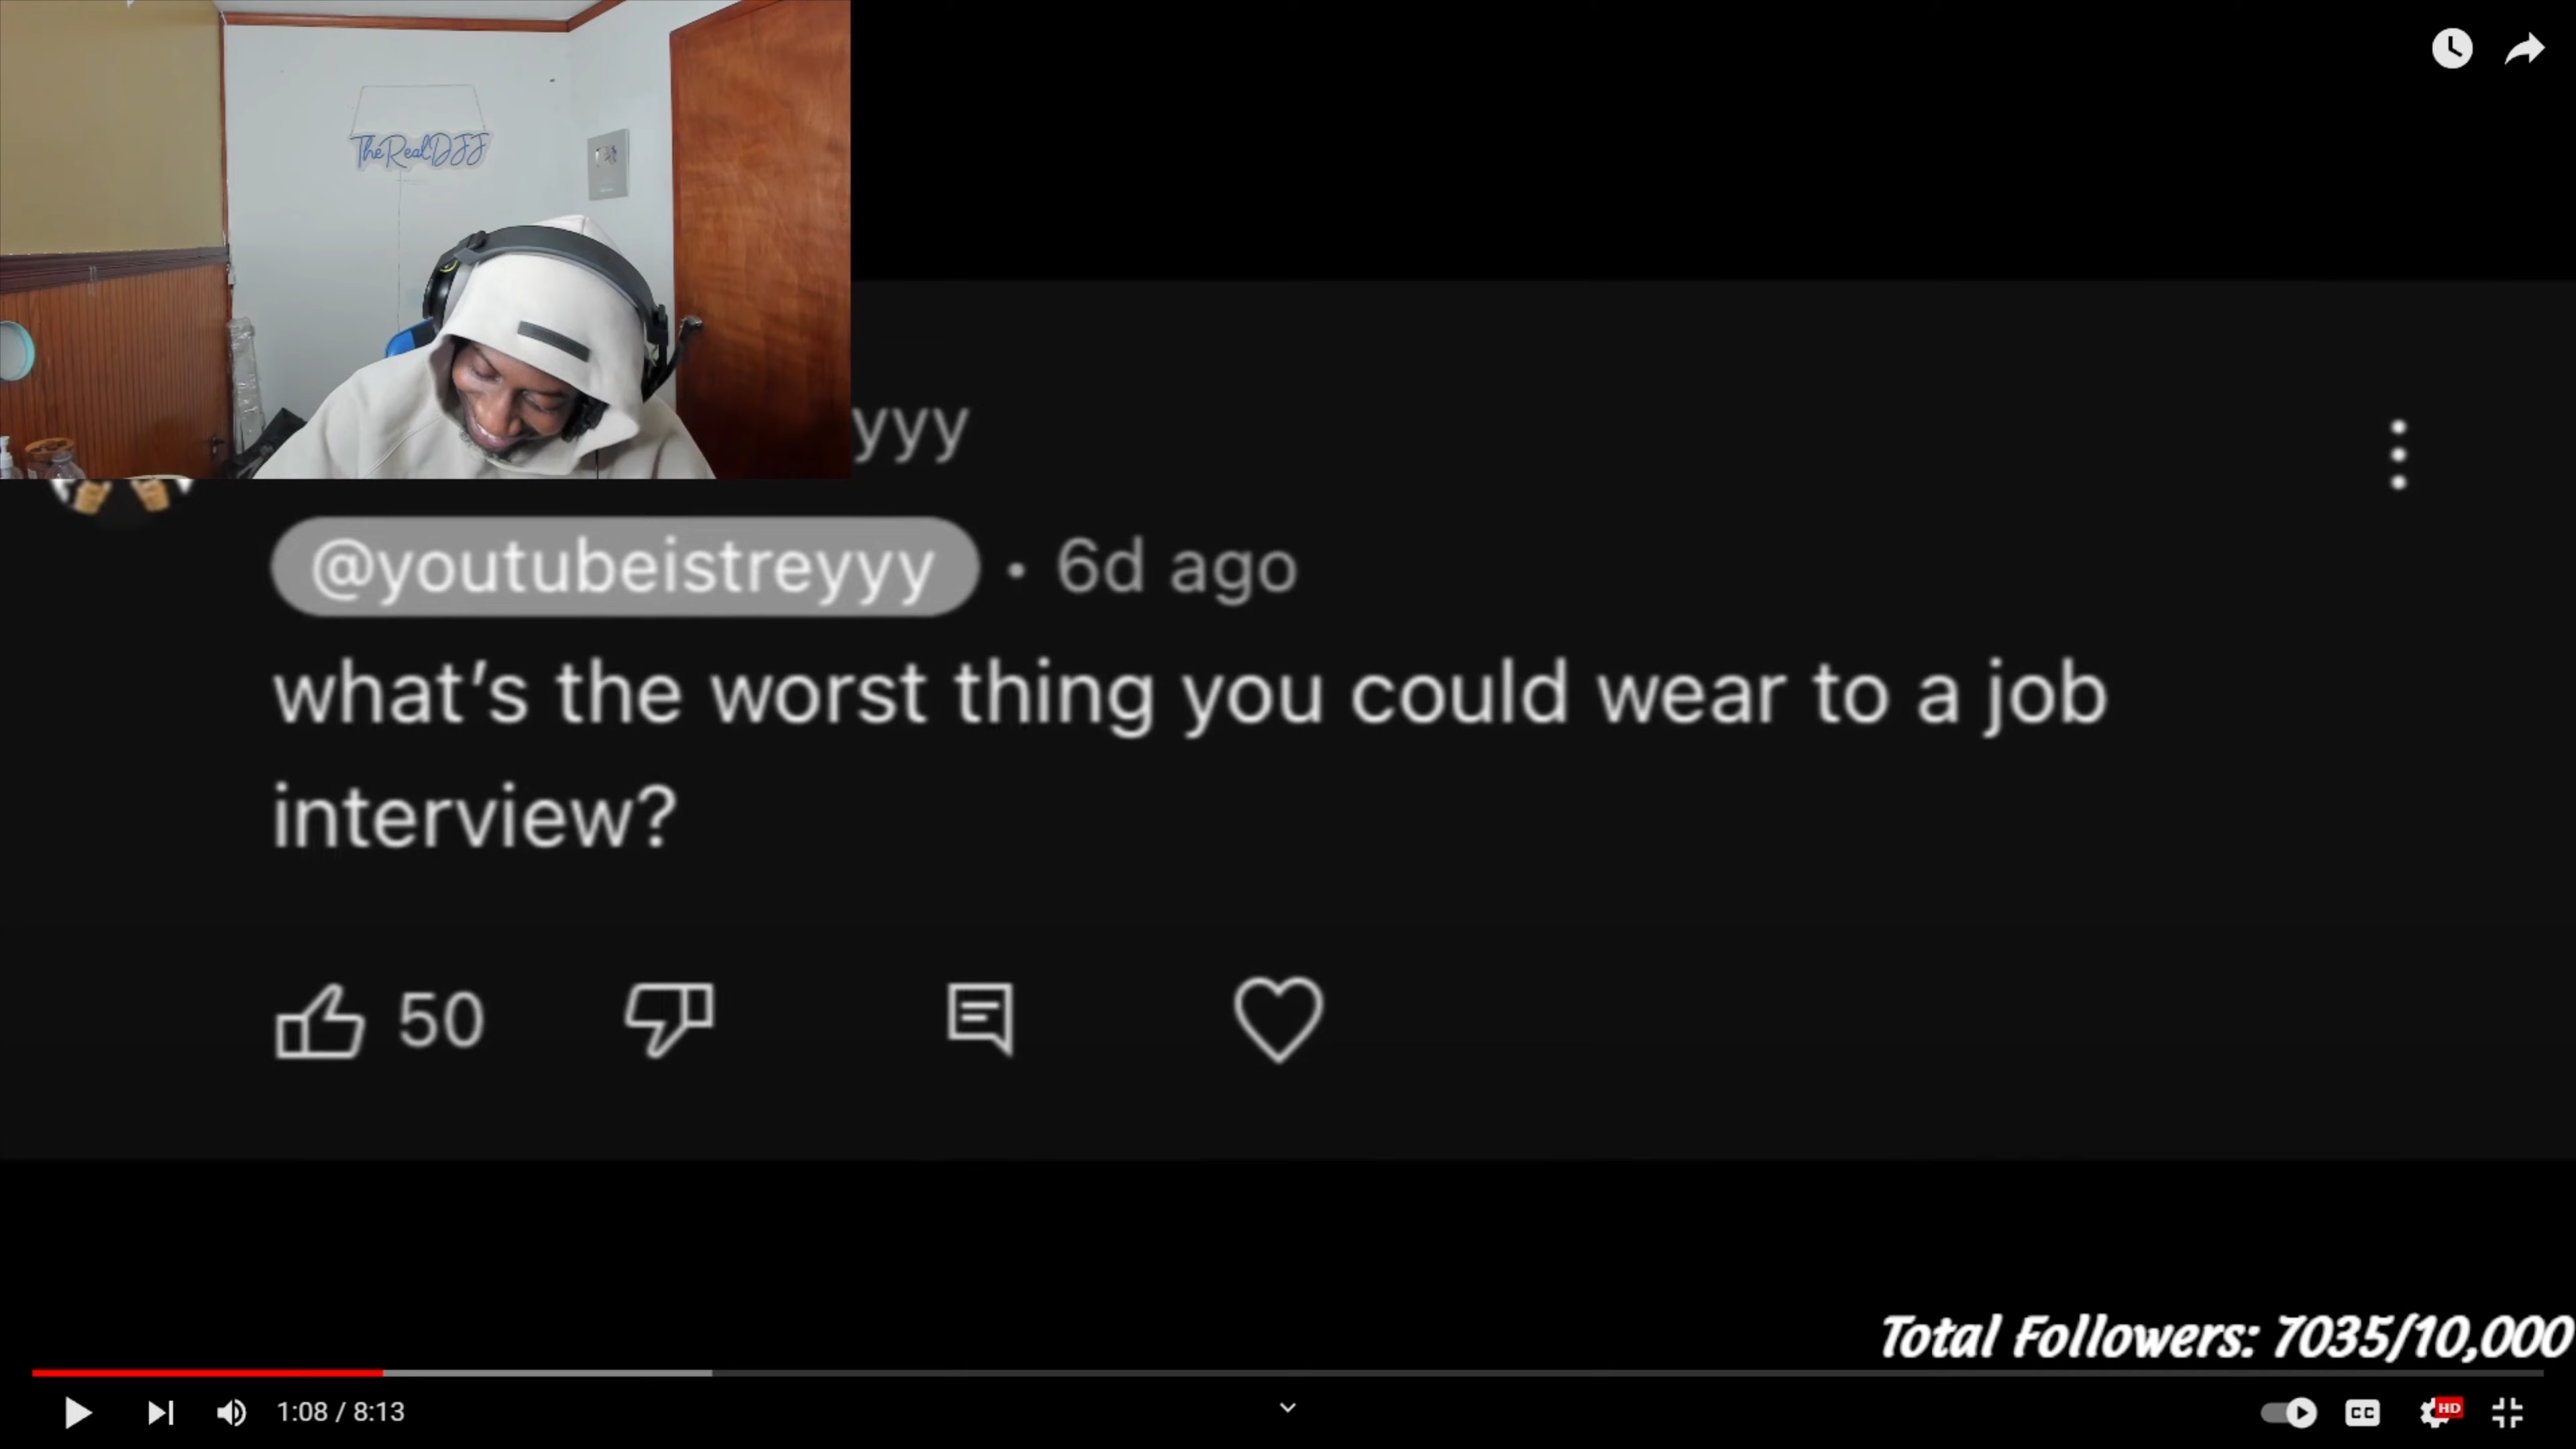 TheRealDJJ
yyy
@youtubeistreyyy • 6d ago
what's the worst thing you could wear to a job
interview?
50
Total Followers: 7035/10,000
1:08 / 8:13
CC
HD